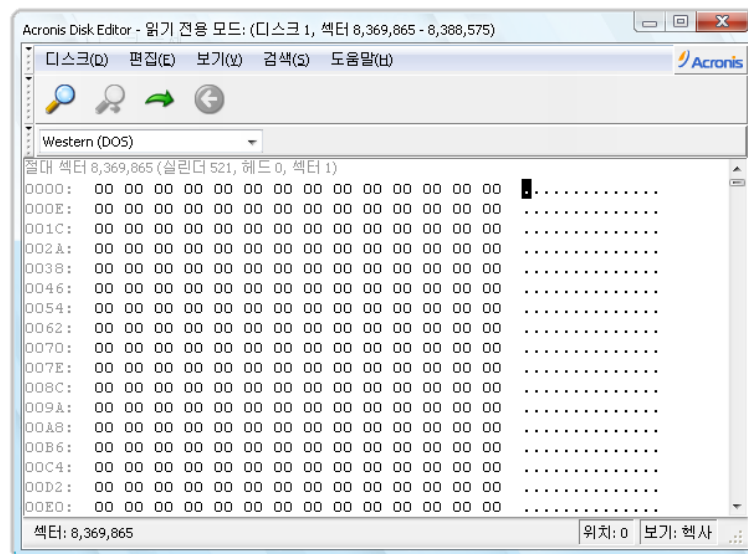 Acronis Disk Editor - 읽기 전용 모드: (디스크 1, 섹터 8,369,865 - 8,388,575)
디스크(D) 편집(E) 보기(V) 검색(S) 도움말(H) Acronis
Western (DOS)
절대 섹터 8,369,865 (실린더 521, 헤드 0, 섹터 1)
0000: 00 00 00 00 00 00 00 00 00 00 00 00 00 00 ..............
000E: 00 00 00 00 00 00 00 00 00 00 00 00 00 00 ..............
001C: 00 00 00 00 00 00 00 00 00 00 00 00 00 00 ..............
002A: 00 00 00 00 00 00 00 00 00 00 00 00 00 00 ..............
0038: 00 00 00 00 00 00 00 00 00 00 00 00 00 00 ..............
0046: 00 00 00 00 00 00 00 00 00 00 00 00 00 00 ..............
0054: 00 00 00 00 00 00 00 00 00 00 00 00 00 00 ..............
0062: 00 00 00 00 00 00 00 00 00 00 00 00 00 00 ..............
0070: 00 00 00 00 00 00 00 00 00 00 00 00 00 00 ..............
007E: 00 00 00 00 00 00 00 00 00 00 00 00 00 00 ..............
008C: 00 00 00 00 00 00 00 00 00 00 00 00 00 00 ..............
009A: 00 00 00 00 00 00 00 00 00 00 00 00 00 00 ..............
00A8: 00 00 00 00 00 00 00 00 00 00 00 00 00 00 ..............
00B6: 00 00 00 00 00 00 00 00 00 00 00 00 00 00 ..............
00C4: 00 00 00 00 00 00 00 00 00 00 00 00 00 00 ..............
00D2: 00 00 00 00 00 00 00 00 00 00 00 00 00 00 ..............
00E0: 00 00 00 00 00 00 00 00 00 00 00 00 00 00 ..............
섹터: 8,369,865 위치: 0 보기: 헥사